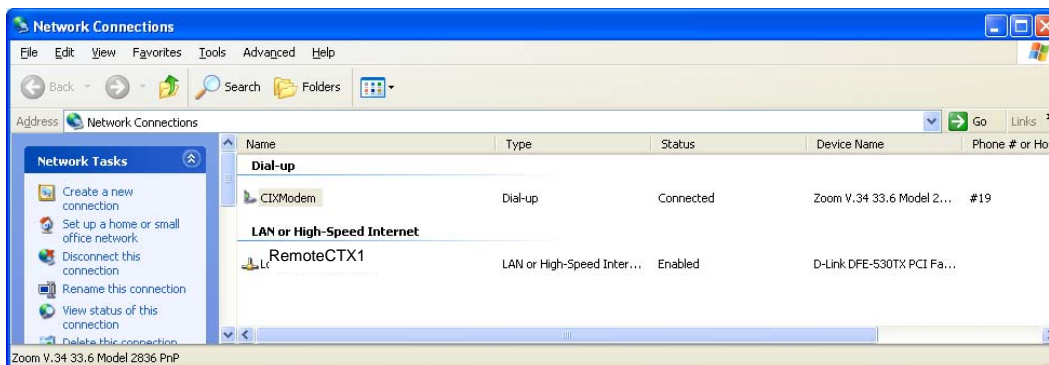 Network Connections
File Edit View Favorites Tools Advanced Help
Back Search Folders
Address Network Connections Go Links
Network Tasks
Name Type Status Device Name Phone # or Ho
Dial-up
Create a new
connection
CIXModem Dial-up Connected Zoom V.34 33.6 Model 2... #19
Set up a home or small
office network
LAN or High-Speed Internet
Disconnect this
connection
RemoteCTX1 LAN or High-Speed Inter... Enabled D-Link DFE-530TX PCI Fa...
Rename this connection
View status of this
connection
Delete this connection
Zoom V.34 33.6 Model 2836 PnP